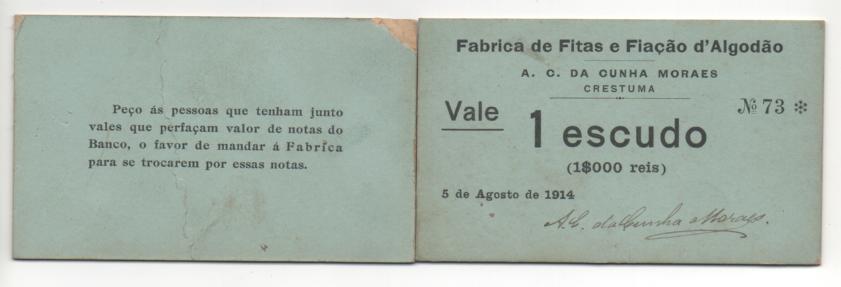 Peço ás pessoas que tenham junto
vales que perfaçam valor de notas do
Banco, o favor de mandar á Fabrica
para se trocarem por essas notas.
Fabrica de Fitas e Fiação d'Algodão
A. C. DA CUNHA MORAES
CRESTUMA
Nº 73 ✻
Vale
1 escudo
(1$000 reis)
5 de Agosto de 1914
A. C. da Cunha Moraes.